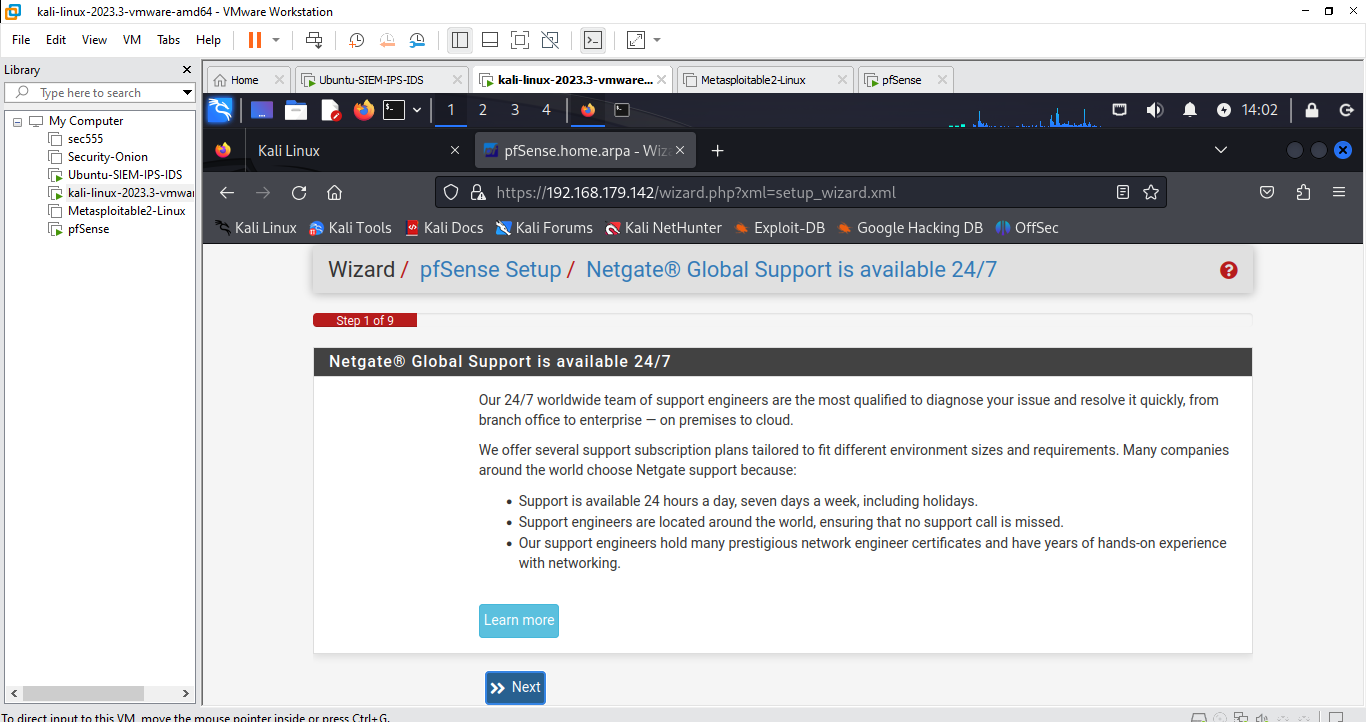 kali-linux-2023.3-vmware-amd64 - VMware Workstation
File Edit View VM Tabs Help
Library
Type here to search
My Computer
sec555
Security-Onion
Ubuntu-SIEM-IPS-IDS
kali-linux-2023.3-vmwar
Metasploitable2-Linux
pfSense
Home
Ubuntu-SIEM-IPS-IDS
kali-linux-2023.3-vmware...
Metasploitable2-Linux
pfSense
1 2 3 4
14:02
Kali Linux
pfSense.home.arpa - Wiz
https://192.168.179.142/wizard.php?xml=setup_wizard.xml
Kali Linux Kali Tools Kali Docs Kali Forums Kali NetHunter Exploit-DB Google Hacking DB OffSec
Wizard / pfSense Setup / Netgate® Global Support is available 24/7
Step 1 of 9
Netgate® Global Support is available 24/7
Our 24/7 worldwide team of support engineers are the most qualified to diagnose your issue and resolve it quickly, from
branch office to enterprise — on premises to cloud.
We offer several support subscription plans tailored to fit different environment sizes and requirements. Many companies
around the world choose Netgate support because:
• Support is available 24 hours a day, seven days a week, including holidays.
• Support engineers are located around the world, ensuring that no support call is missed.
• Our support engineers hold many prestigious network engineer certificates and have years of hands-on experience
with networking.
Learn more
Next
To direct input to this VM, move the mouse pointer inside or press Ctrl+G.